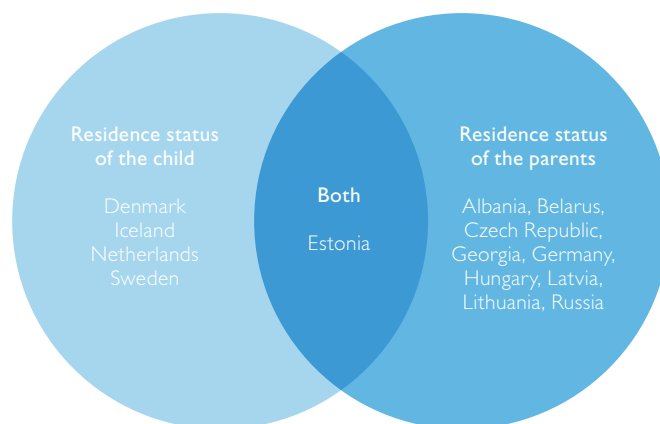 Residence status
of the child
Denmark
Iceland
Netherlands
Sweden
Both
Estonia
Residence status
of the parents
Albania, Belarus,
Czech Republic,
Georgia, Germany,
Hungary, Latvia,
Lithuania, Russia